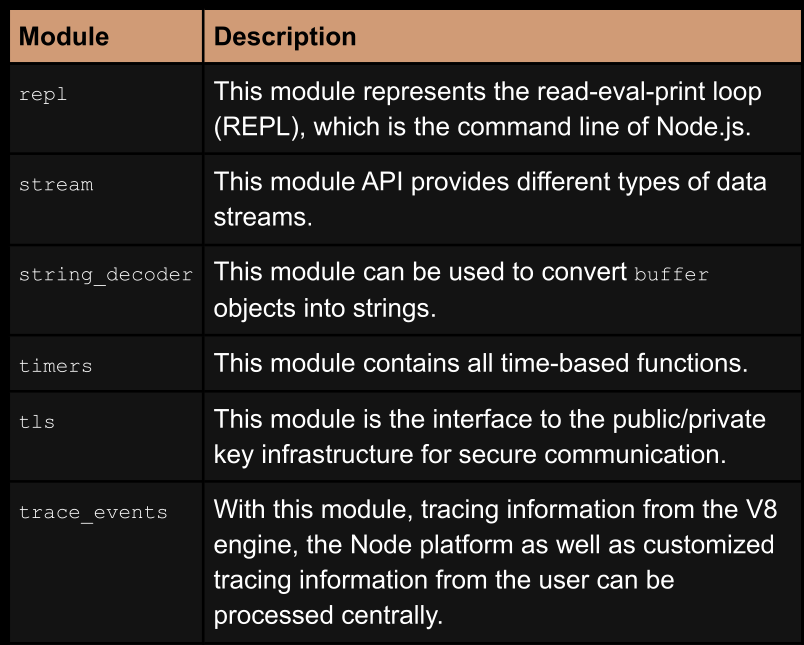 Module Description
repl This module represents the read-eval-print loop
(REPL), which is the command line of Node.js.
stream This module API provides different types of data
streams.
string_decoder This module can be used to convert buffer
objects into strings.
timers This module contains all time-based functions.
tls This module is the interface to the public/private
key infrastructure for secure communication.
trace_events With this module, tracing information from the V8
engine, the Node platform as well as customized
tracing information from the user can be
processed centrally.